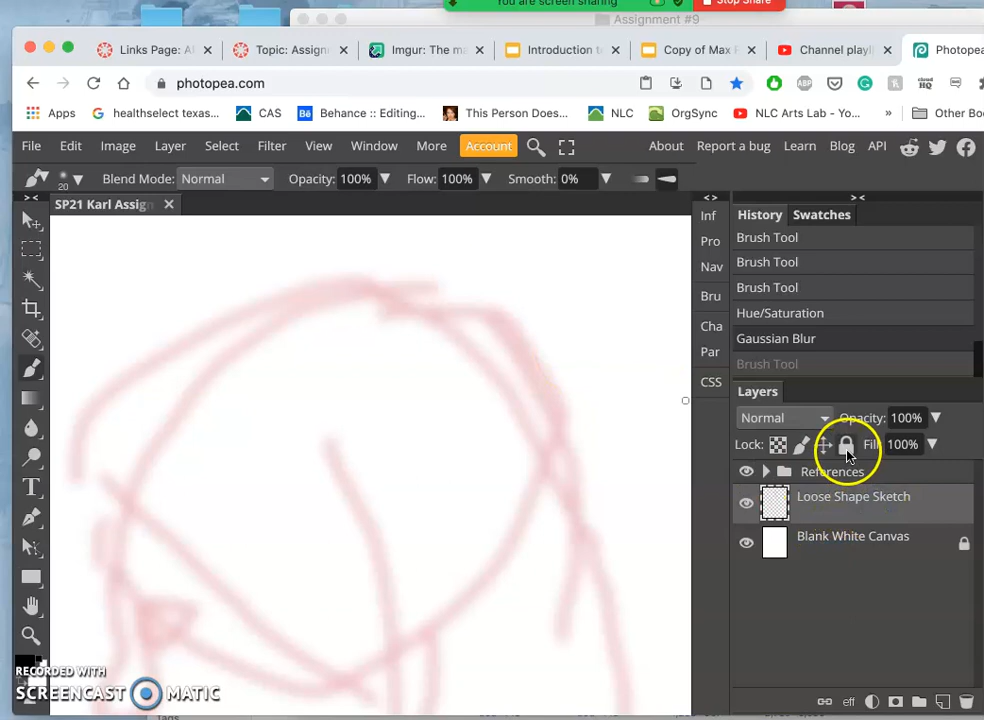 You are screen sharing
Stop Share
Assignment #9
Links Page: A
Topic: Assign
Imgur: The ma
Introduction to
Copy of Max R
Channel playl
Photopea
photopea.com
Apps
healthselect texas...
CAS
Behance :: Editing...
This Person Does...
NLC
OrgSync
NLC Arts Lab - Yo...
»
Other Boo
File
Edit
Image
Layer
Select
Filter
View
Window
More
Account
About
Report a bug
Learn
Blog
API
20
Blend Mode: Normal
Opacity: 100%
Flow: 100%
Smooth: 0%
SP21 Karl Assign
Inf
Pro
Nav
Bru
Cha
Par
CSS
History
Swatches
Brush Tool
Brush Tool
Brush Tool
Hue/Saturation
Gaussian Blur
Brush Tool
Layers
Normal
Opacity: 100%
Lock:
Fill: 100%
References
Loose Shape Sketch
Blank White Canvas
eff
RECORDED WITH
SCREENCAST MATIC